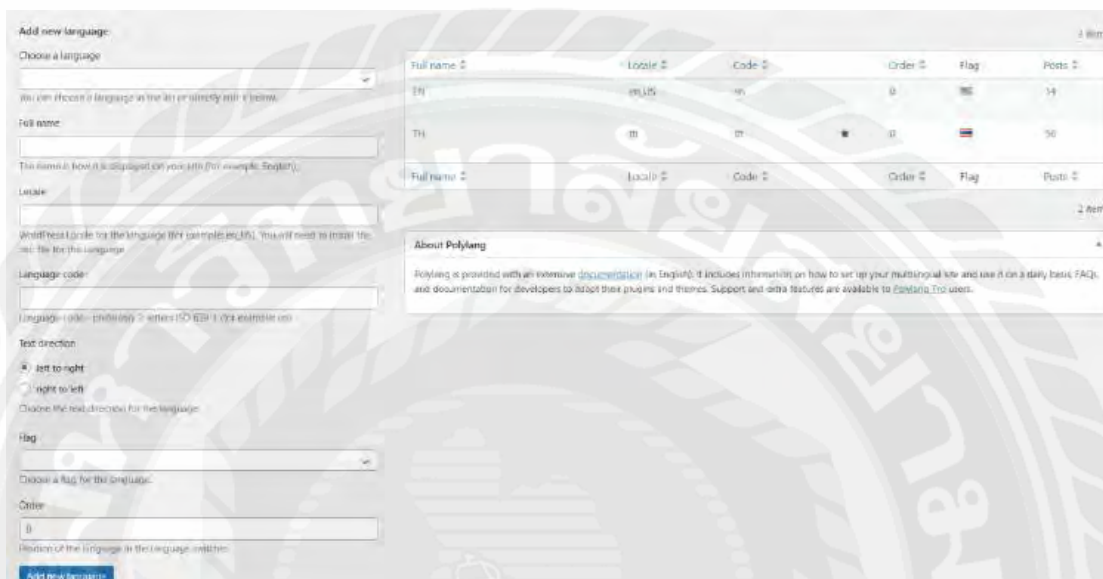 Add new language
Choose a language
You can choose a language in the list or directly edit it below.
Full name
The name is how it is displayed on your site (for example: English).
Locale
WordPress Locale for the language (for example: en_US). You will need to install the
.mo file for this language.
Language code
Language code - preferably 2-letters ISO 639-1 (for example: en)
Text direction
left to right
right to left
Choose the text direction for the language
Flag
Choose a flag for the language.
Order
0
Position of the language in the language switcher
Add new language
items
Full name Locale Code Order Flag Posts
EN en_US en 0 14
TH th th 0
Full name Locale Code Order Flag Posts
2 items
About Polylang
Polylang is provided with an extensive documentation (in English). It includes information on how to set up your multilingual site and use it on a daily basis, FAQs,
and documentation for developers to adapt their plugins and themes. Support and extra features are available to Polylang Pro users.